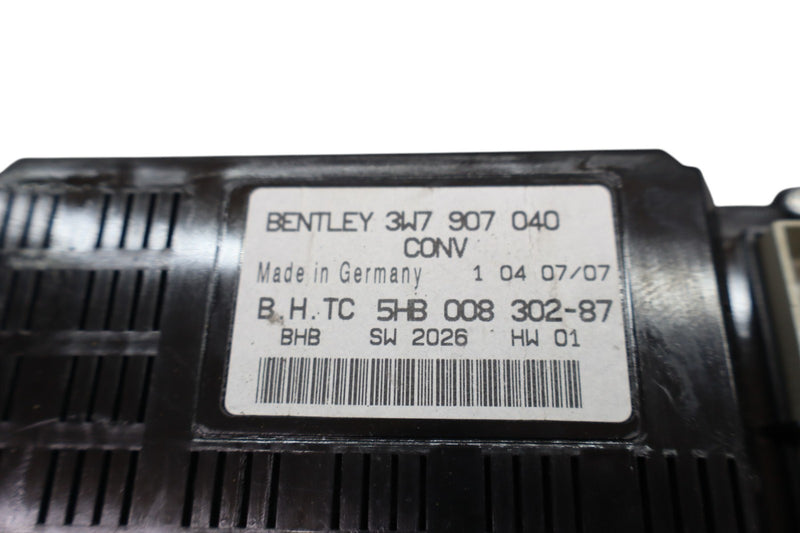 BENTLEY 3W7 907 040
CONV
Made in Germany 1 04 07/07
B.H.TC 5HB 008 302-87
BHB SW 2026 HW 01